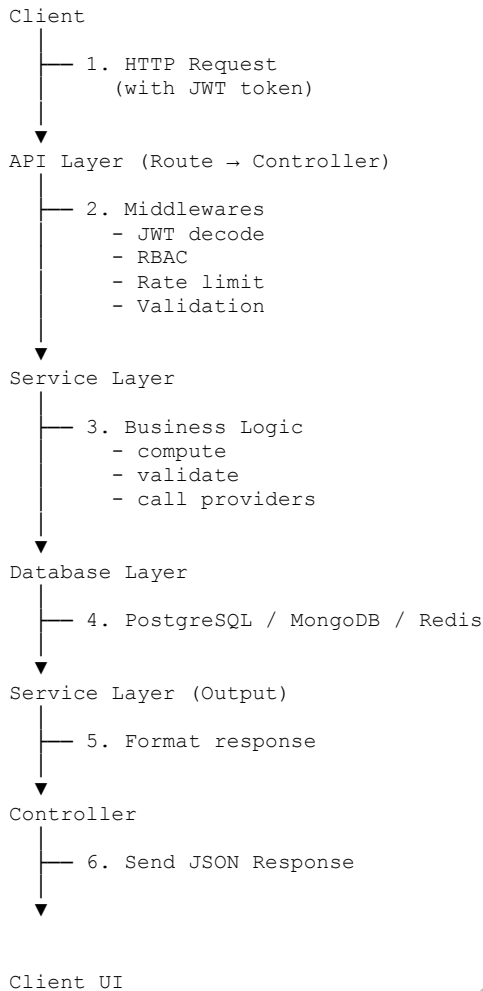 Client
1. HTTP Request
(with JWT token)
API Layer (Route → Controller)
2. Middlewares
- JWT decode
- RBAC
- Rate limit
- Validation
Service Layer
3. Business Logic
- compute
- validate
- call providers
Database Layer
4. PostgreSQL / MongoDB / Redis
Service Layer (Output)
5. Format response
Controller
6. Send JSON Response
Client UI